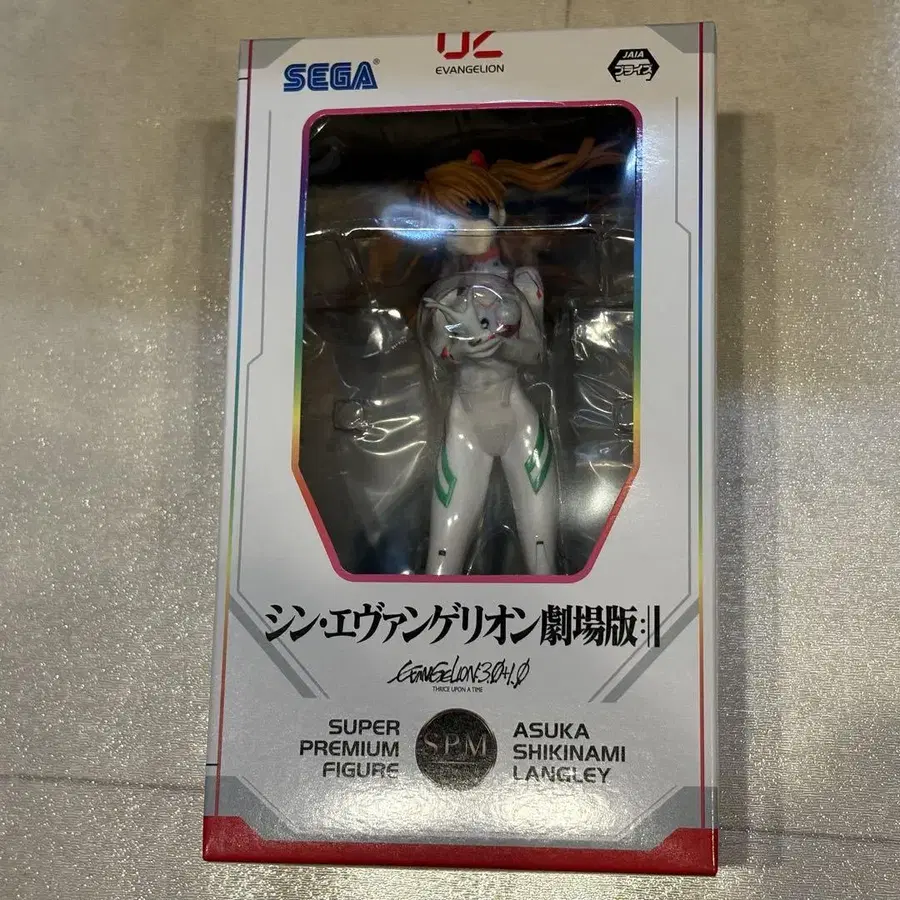 02
EVANGELION
SEGA®
JAIA
プライズ
シン・エヴァンゲリオン劇場版:||
EVANGELION:3.0+1.0
THRICE UPON A TIME
SUPER
PREMIUM
FIGURE
SPM
ASUKA
SHIKINAMI
LANGLEY